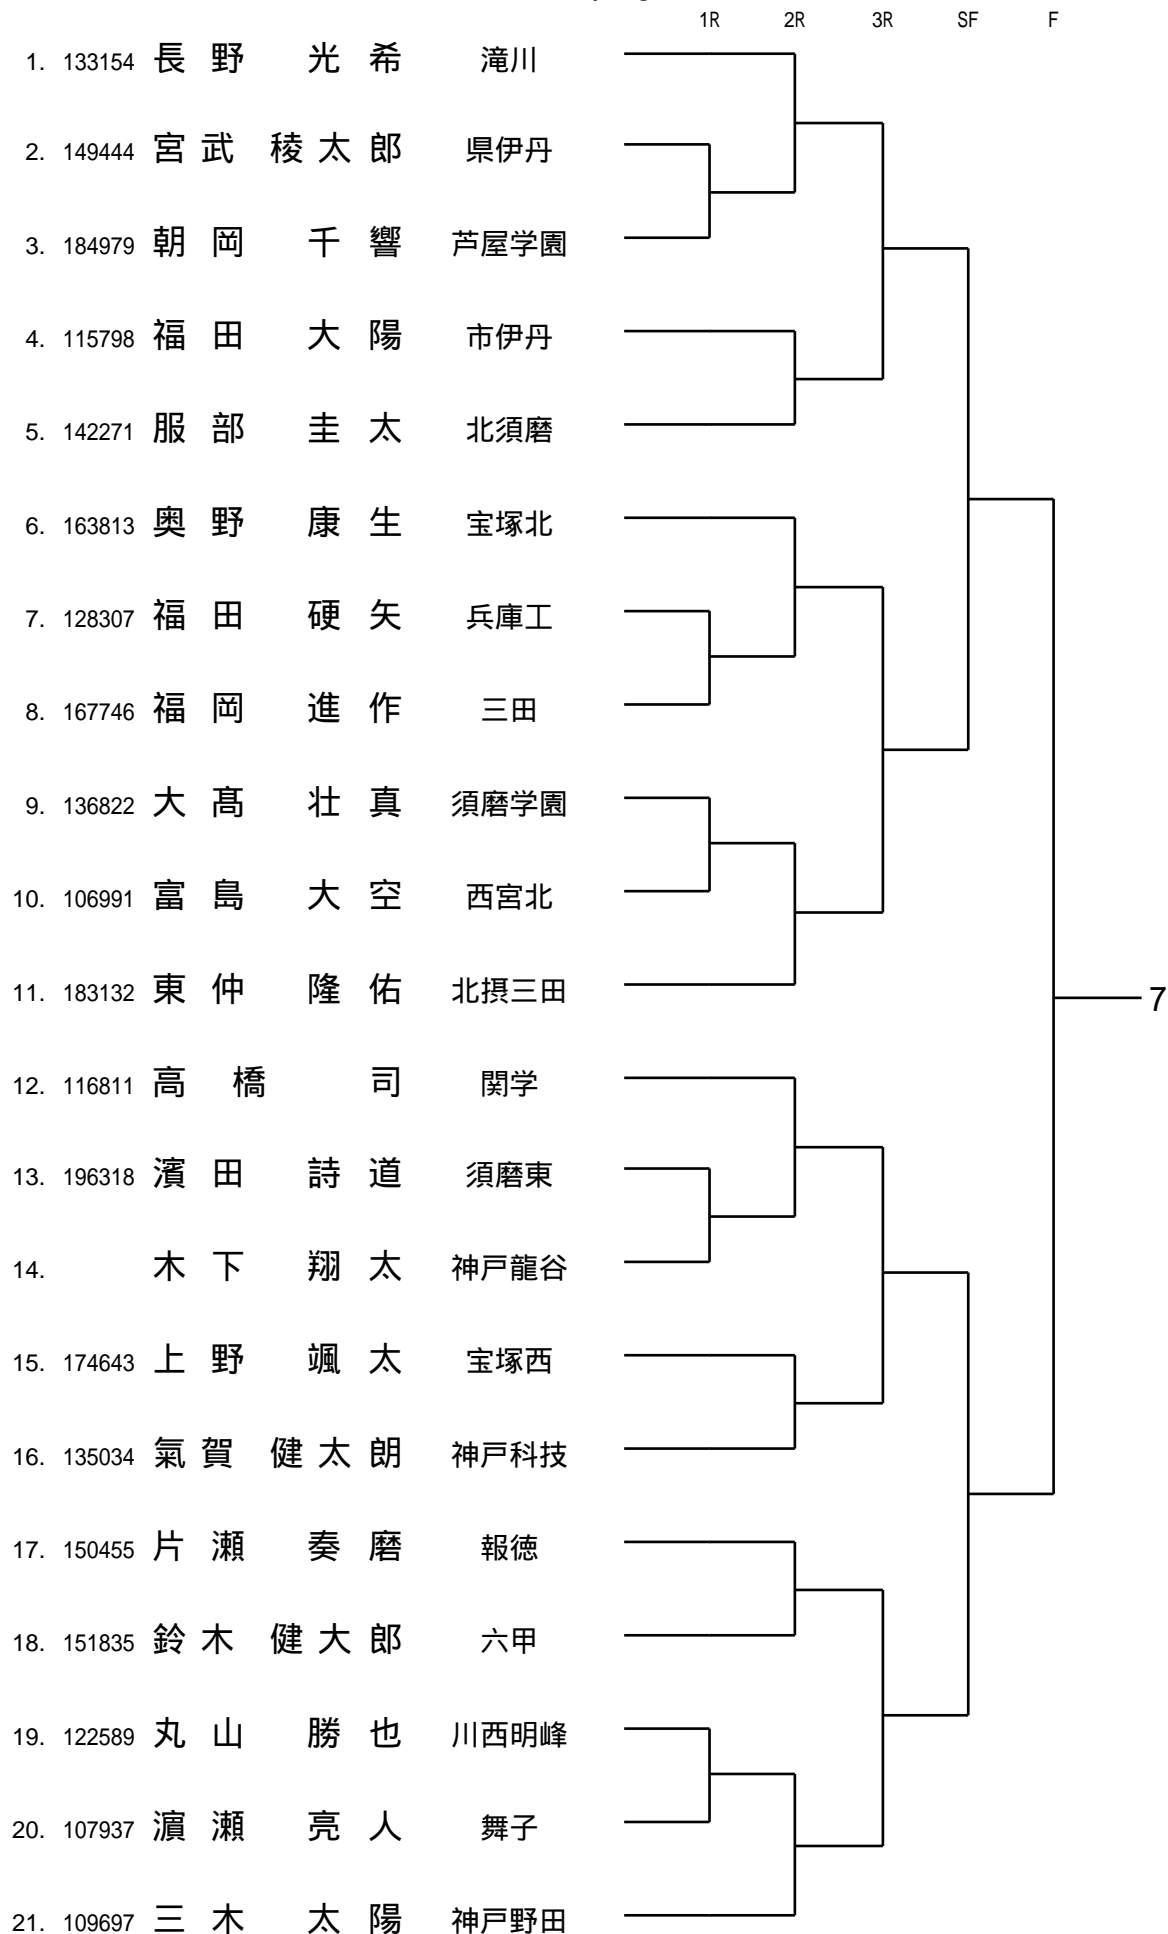 1R 2R 3R SF F
1. 133154 長野 光希 滝川
2. 149444 宮武 稜太郎 県伊丹
3. 184979 朝岡 千響 芦屋学園
4. 115798 福田 大陽 市伊丹
5. 142271 服部 圭太 北須磨
6. 163813 奥野 康生 宝塚北
7. 128307 福田 硬矢 兵庫工
8. 167746 福岡 進作 三田
9. 136822 大髙 壮真 須磨学園
10. 106991 富島 大空 西宮北
11. 183132 東仲 隆佑 北摂三田
7
12. 116811 高橋 司 関学
13. 196318 濱田 詩道 須磨東
14. 木下 翔太 神戸龍谷
15. 174643 上野 颯太 宝塚西
16. 135034 氣賀 健太朗 神戸科技
17. 150455 片瀬 奏磨 報徳
18. 151835 鈴木 健大郎 六甲
19. 122589 丸山 勝也 川西明峰
20. 107937 濵瀬 亮人 舞子
21. 109697 三木 太陽 神戸野田